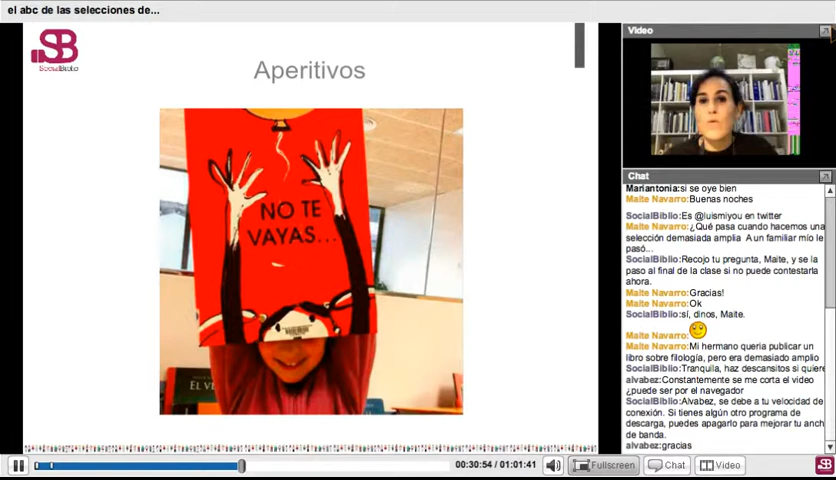 el abc de las selecciones de...
SB
SocialBiblio
Aperitivos
NO TE
VAYAS...
EL V
Video
Chat
Mariantonia:si se oye bien
Maite Navarro:Buenas noches
SocialBiblio:Es @luismiyou en twitter
Maite Navarro:¿Qué pasa cuando hacemos una
selección demasiada amplia A un familiar mío le
pasó...
SocialBiblio:Recojo tu pregunta, Maite, y se la
paso al final de la clase si no puede contestarla
ahora.
Maite Navarro:Gracias!
Maite Navarro:Ok
SocialBiblio:sí, dinos, Maite.
Maite Navarro:
Maite Navarro:Mi hermano queria publicar un
libro sobre filología, pero era demasiado amplio
SocialBiblio:Tranquila, haz descansitos si quiere
alvabez:Constantemente se me corta el video
¿puede ser por el navegador
SocialBiblio:Alvabez, se debe a tu velocidad de
conexión. Si tienes algún otro programa de
descarga, puedes apagarlo para mejorar tu anch
de banda.
alvabez:gracias
00:30:54 / 01:01:41
Fullscreen
Chat
Video
SB